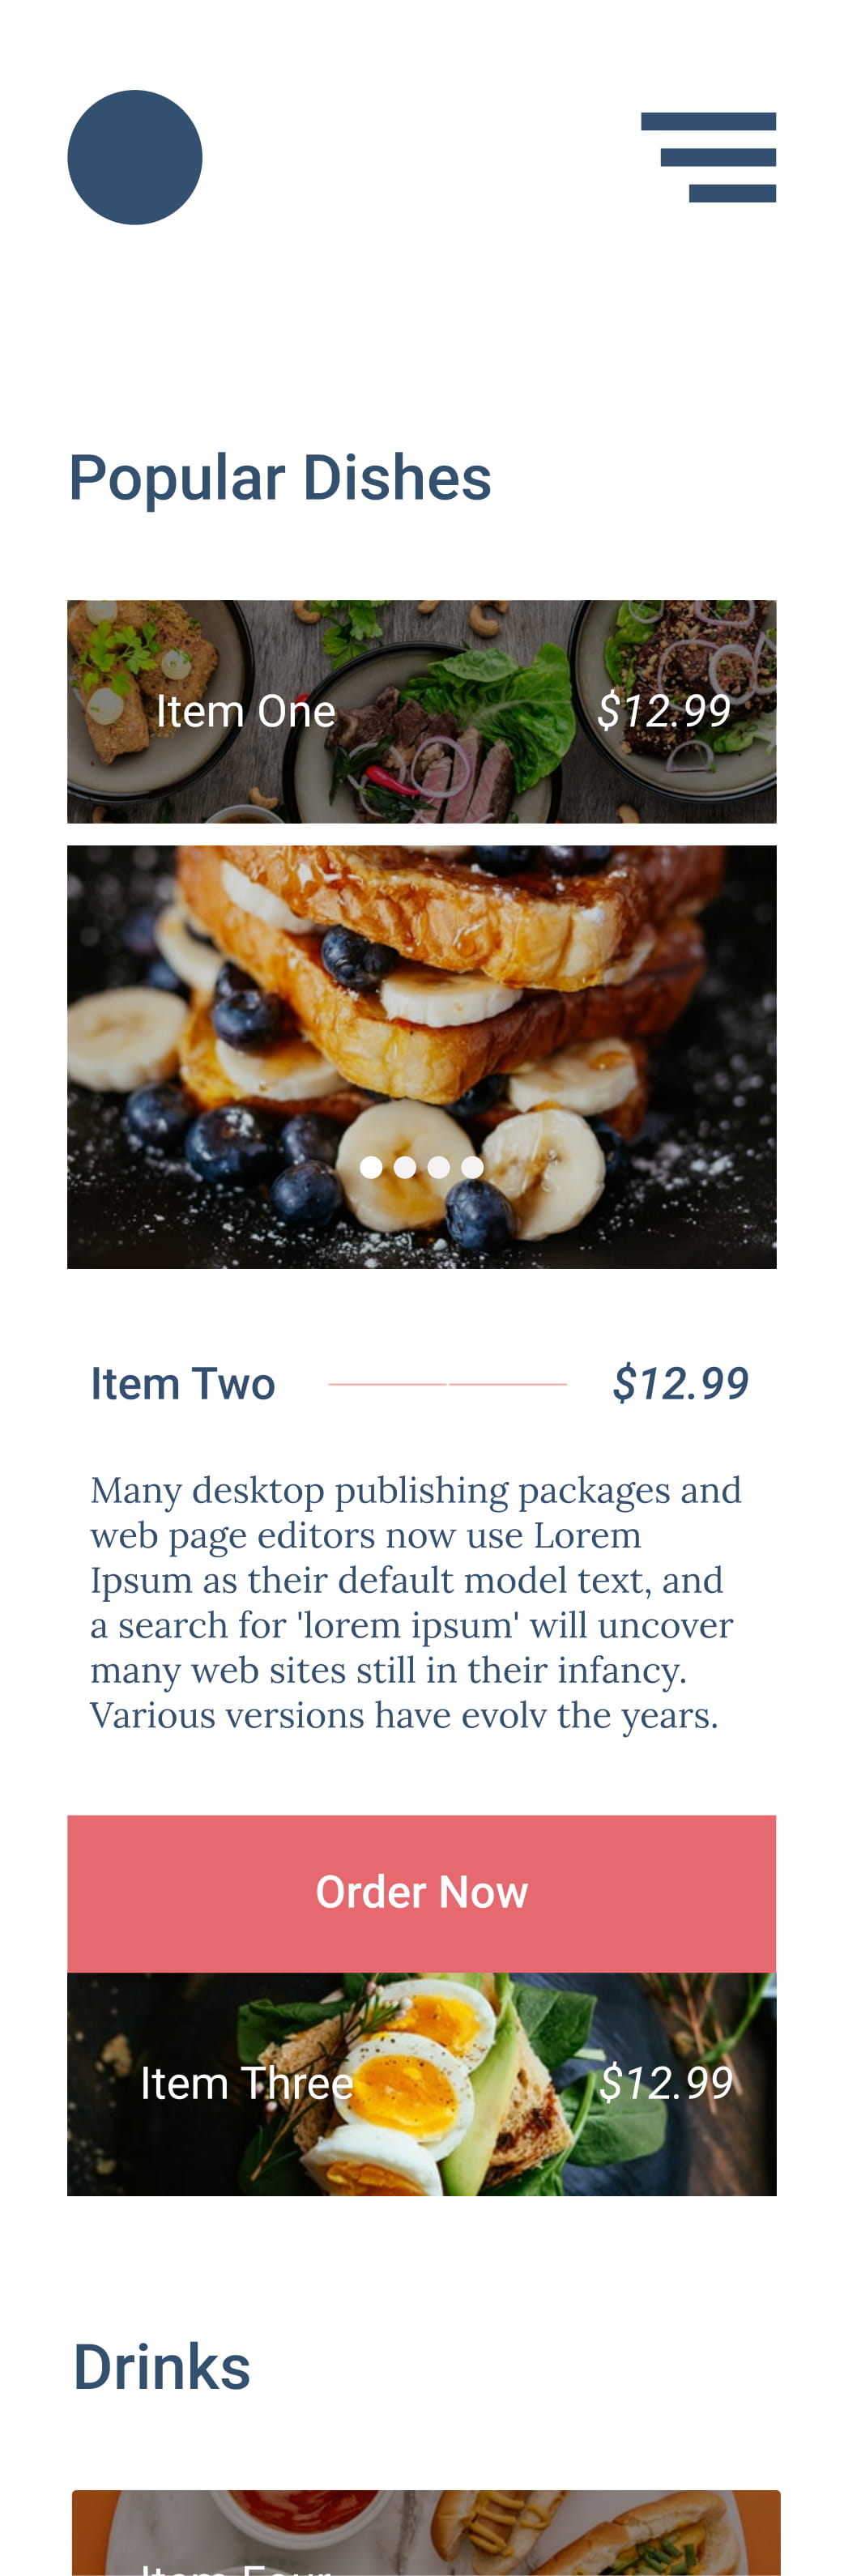 Popular Dishes
Item One $12.99
Item Two $12.99
Many desktop publishing packages and
web page editors now use Lorem
Ipsum as their default model text, and
a search for 'lorem ipsum' will uncover
many web sites still in their infancy.
Various versions have evolv the years.
Order Now
Item Three $12.99
Drinks
Item Four